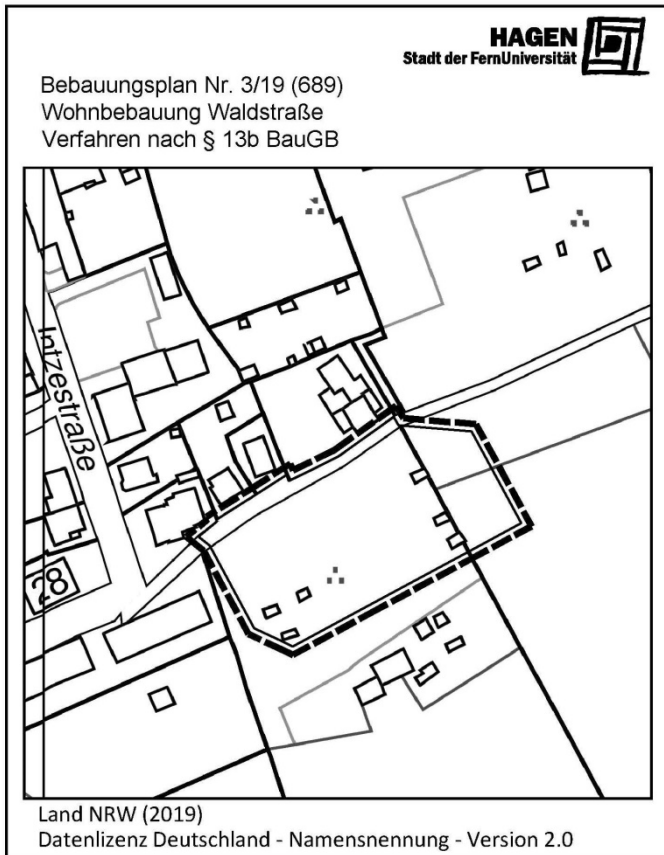 HAGEN
Stadt der FernUniversität
Bebauungsplan Nr. 3/19 (689)
Wohnbebauung Waldstraße
Verfahren nach § 13b BauGB
Intzestraße
28
Land NRW (2019)
Datenlizenz Deutschland - Namensnennung - Version 2.0